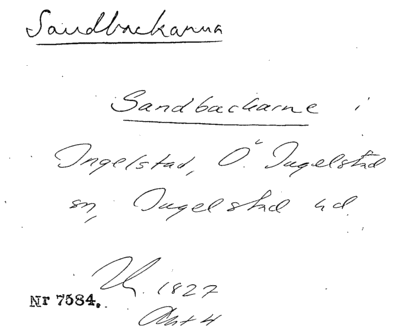 Sandbackarna
Sandbackarne i
Ingelstad, Ö. Ingelstad
sn, Ingelstad hd.
1827
Nr 7584.
Akt 4